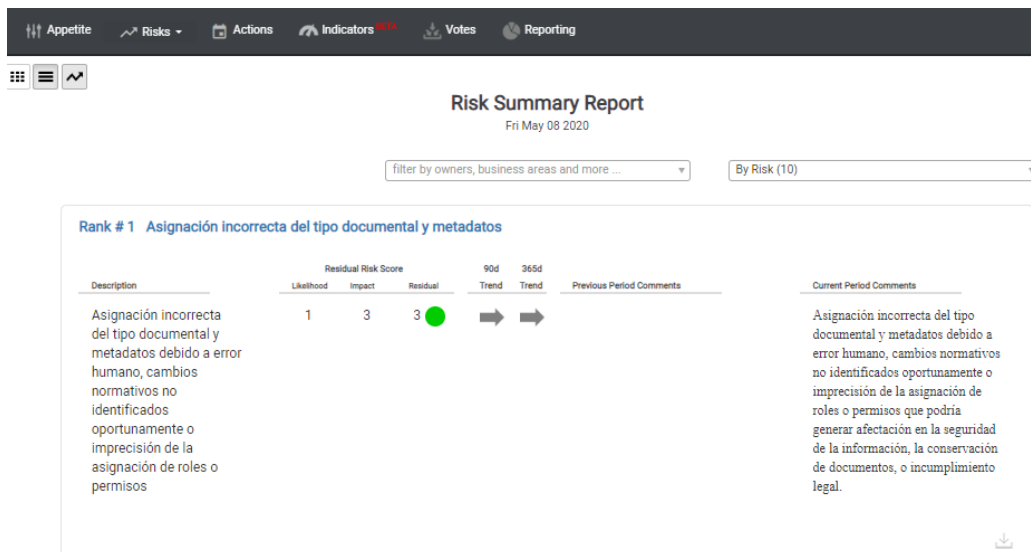 Appetite Risks Actions Indicators BETA Votes Reporting
Risk Summary Report
Fri May 08 2020
filter by owners, business areas and more ... By Risk (10)
Rank # 1 Asignación incorrecta del tipo documental y metadatos
Residual Risk Score 90d 365d
Description Likelihood Impact Residual Trend Trend Previous Period Comments Current Period Comments
Asignación incorrecta
del tipo documental y
metadatos debido a error
humano, cambios
normativos no
identificados
oportunamente o
imprecisión de la
asignación de roles o
permisos
1 3 3
Asignación incorrecta del tipo
documental y metadatos debido a
error humano, cambios normativos
no identificados oportunamente o
imprecisión de la asignación de
roles o permisos que podría
generar afectación en la seguridad
de la información, la conservación
de documentos, o incumplimiento
legal.